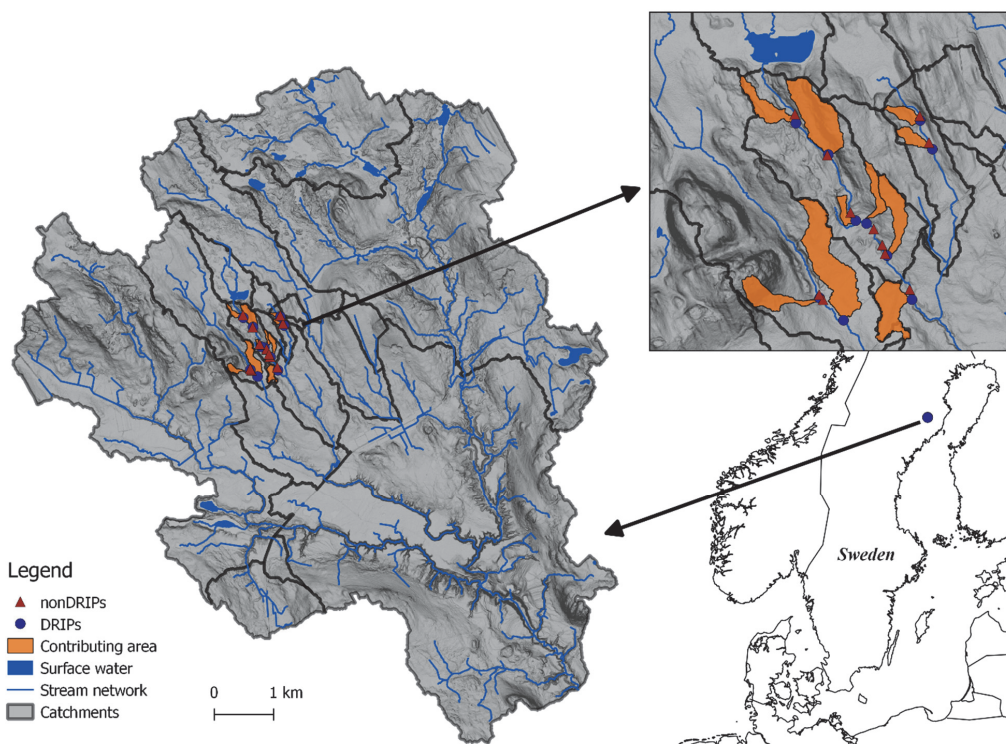 Sweden
Legend
nonDRIPs
DRIPs
Contributing area
Surface water
Stream network
Catchments
0 1 km